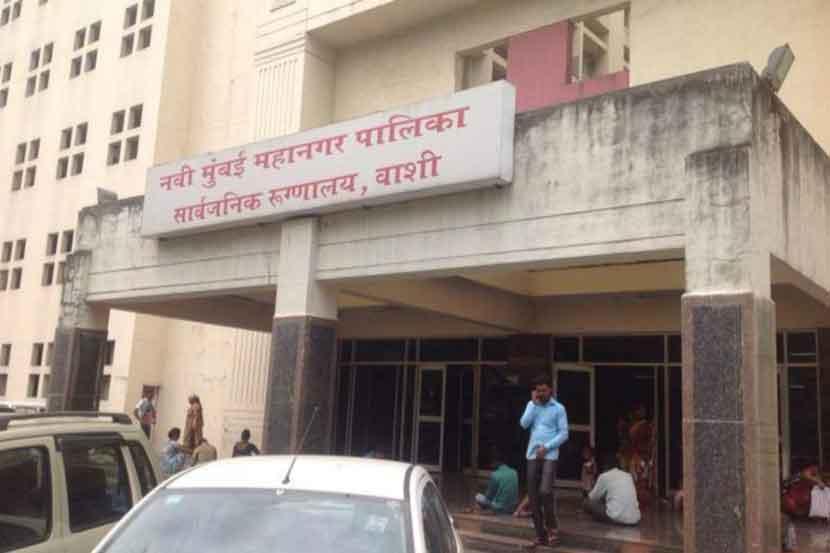 नवी मुंबई महानगर पालिका
सार्वजनिक रूग्णालय, वाशी